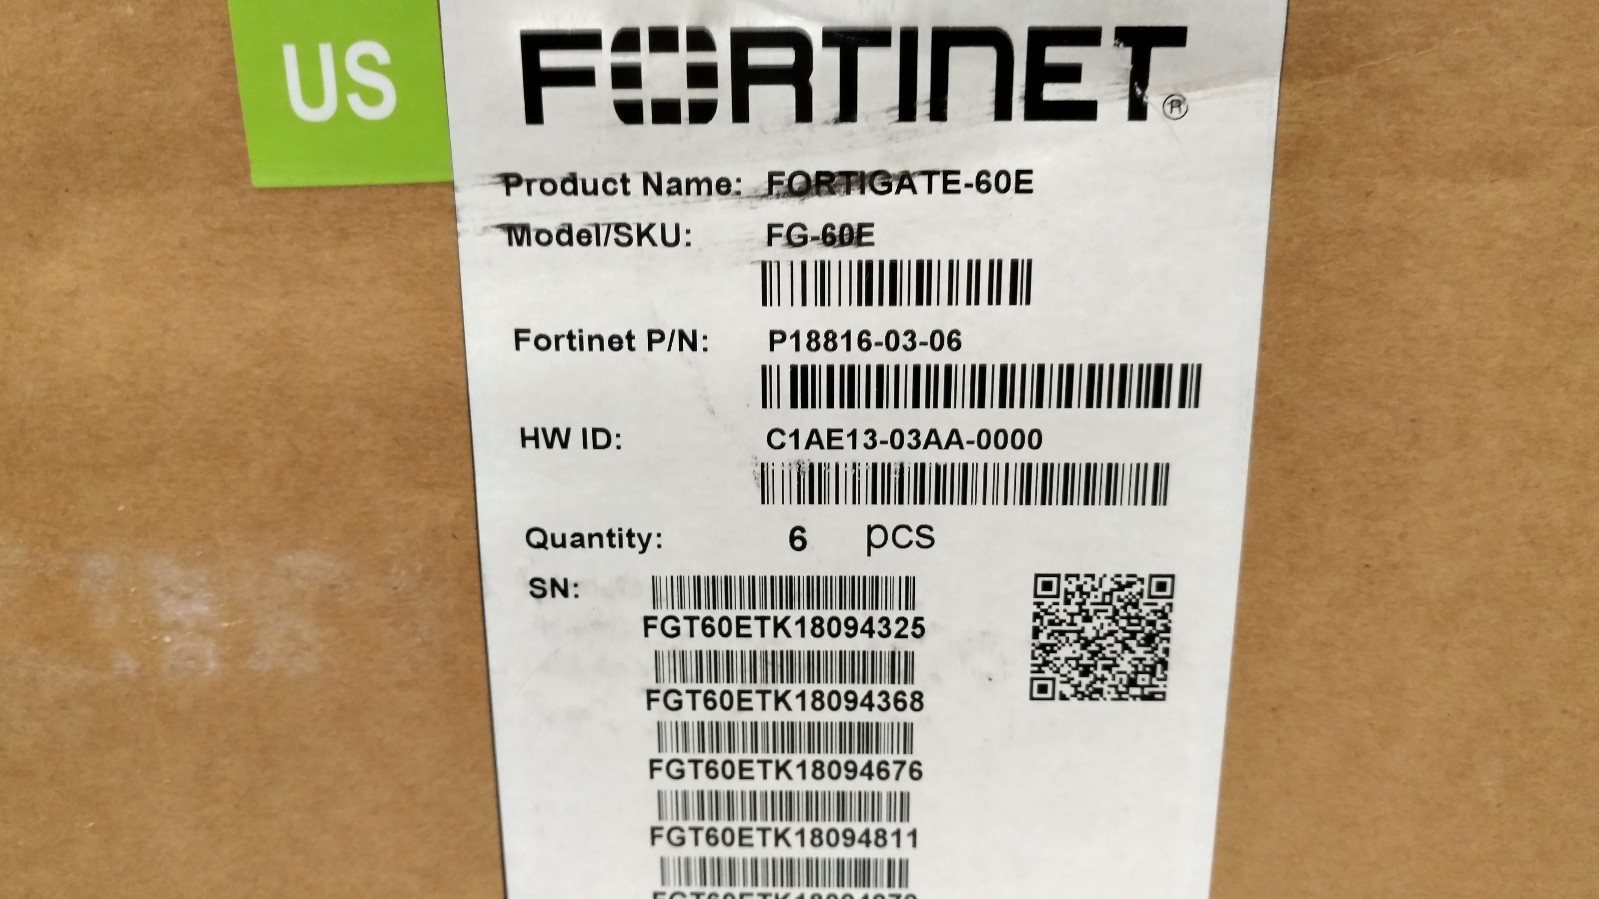 US
FORTINET®
Product Name: FORTIGATE-60E
Model/SKU: FG-60E
Fortinet P/N: P18816-03-06
HW ID: C1AE13-03AA-0000
Quantity: 6 pcs
SN:
FGT60ETK18094325
FGT60ETK18094368
FGT60ETK18094676
FGT60ETK18094811